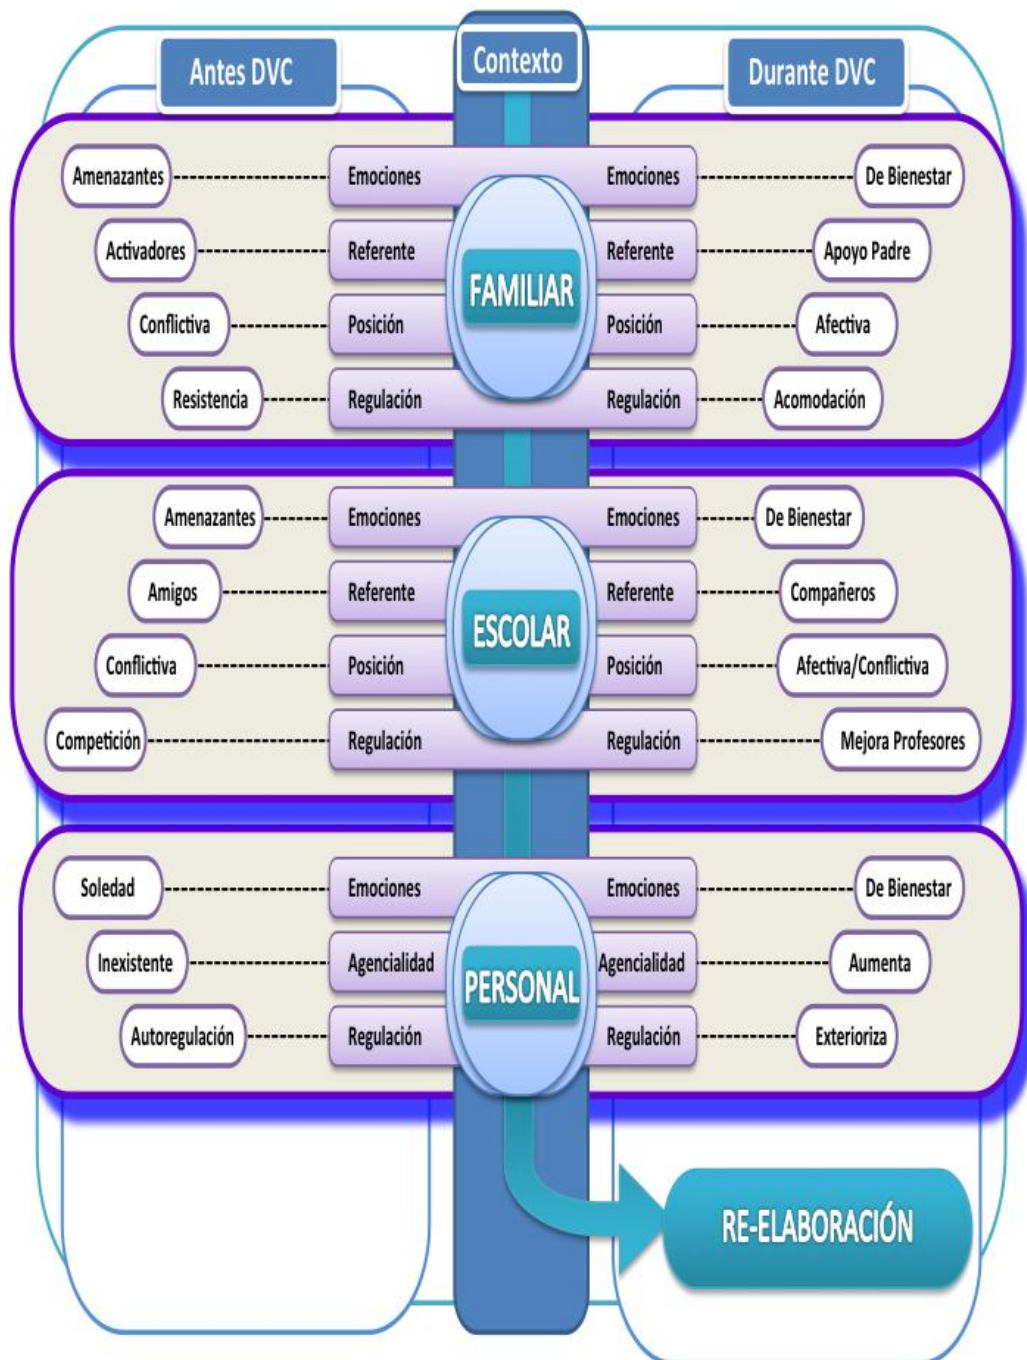 Antes DVC
Contexto
Durante DVC
Amenazantes Emociones Emociones De Bienestar
Activadores Referente Referente Apoyo Padre
FAMILIAR
Conflictiva Posición Posición Afectiva
Resistencia Regulación Regulación Acomodación
Amenazantes Emociones Emociones De Bienestar
Amigos Referente Referente Compañeros
ESCOLAR
Conflictiva Posición Posición Afectiva/Conflictiva
Competición Regulación Regulación Mejora Profesores
Soledad Emociones Emociones De Bienestar
Inexistente Agencialidad Agencialidad Aumenta
PERSONAL
Autoregulación Regulación Regulación Exterioriza
RE-ELABORACIÓN